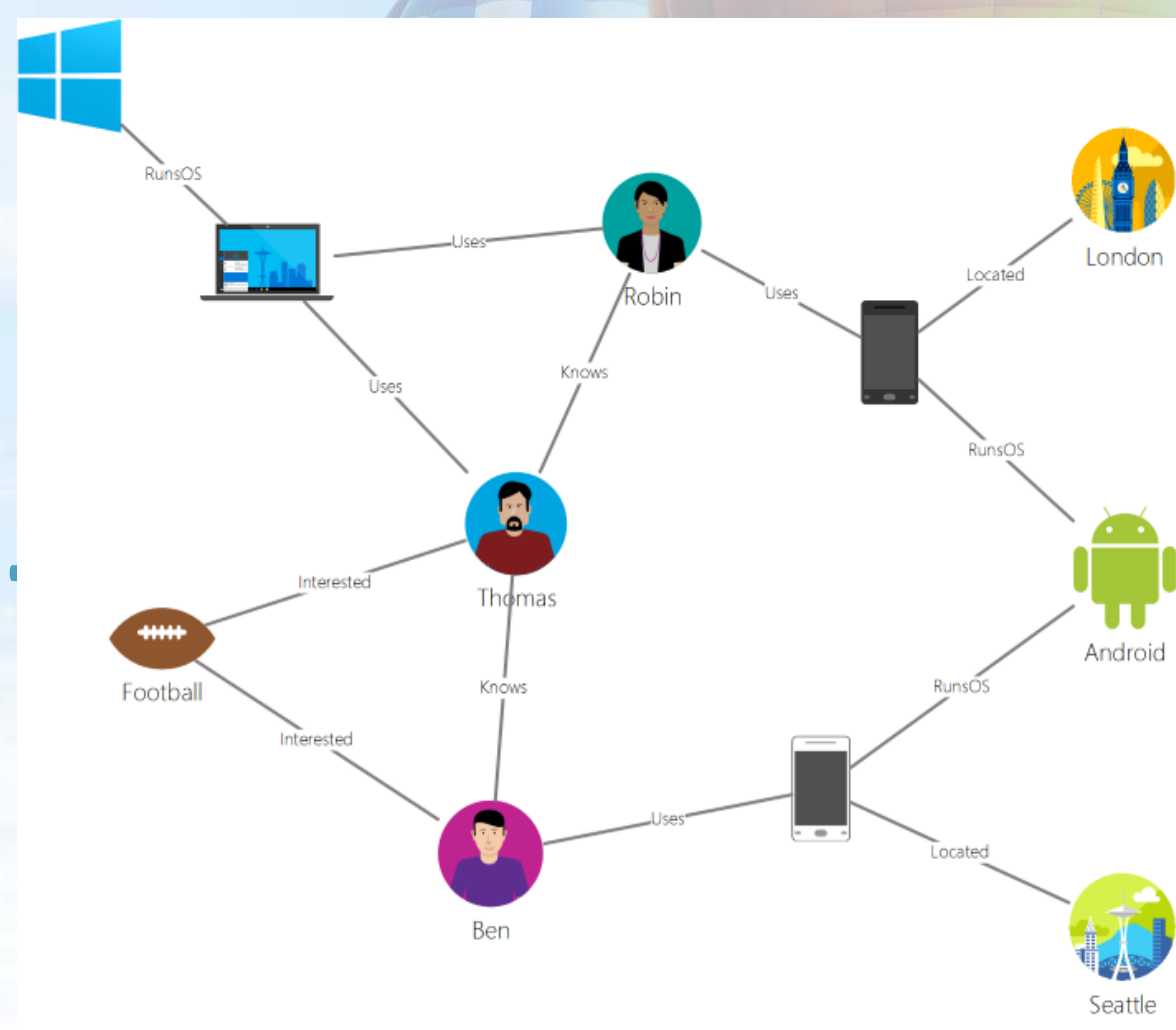 RunsOS
Uses
Robin
Uses
Located
London
Uses
Knows
RunsOS
Thomas
Interested
Football
Knows
Interested
RunsOS
Android
Uses
Located
Ben
Seattle